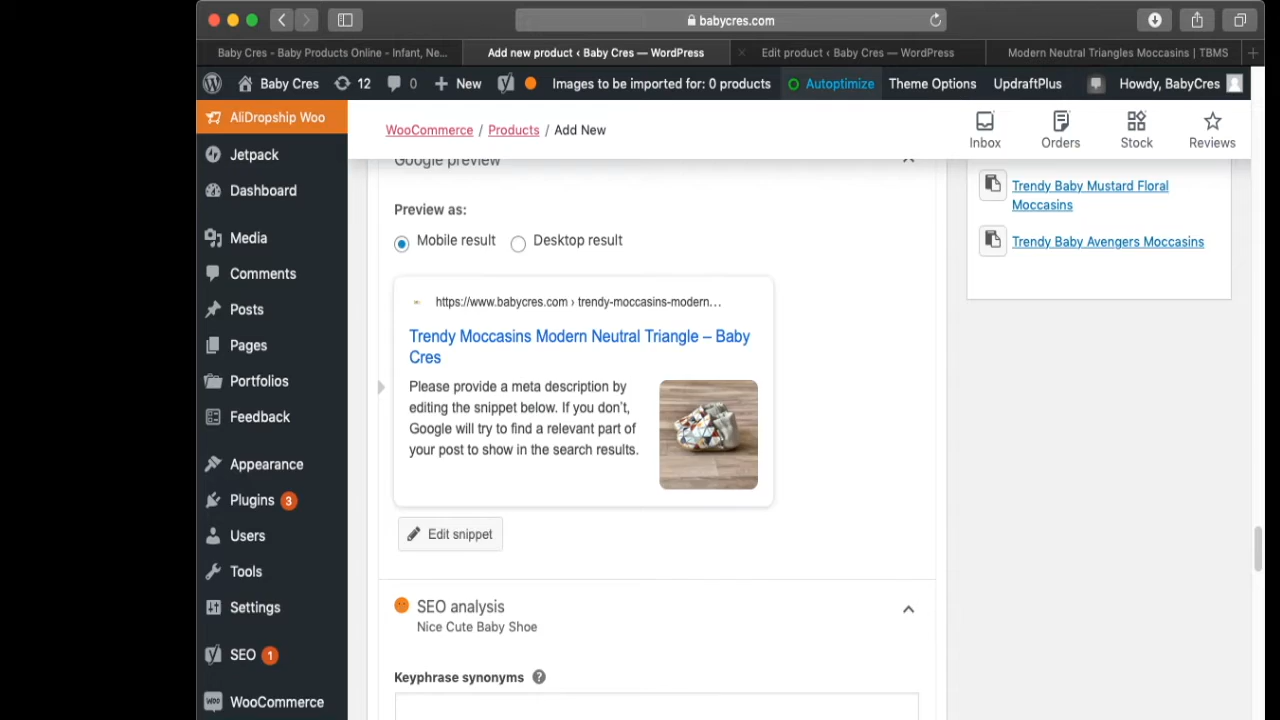 babycres.com
Baby Cres - Baby Products Online - Infant, Ne...
Add new product ‹ Baby Cres — WordPress
Edit product ‹ Baby Cres — WordPress
Modern Neutral Triangles Moccasins | TBMS
Baby Cres
12
0
New
Images to be imported for: 0 products
Autoptimize
Theme Options
UpdraftPlus
Howdy, BabyCres
AliDropship Woo
Jetpack
Dashboard
Media
Comments
Posts
Pages
Portfolios
Feedback
Appearance
Plugins 3
Users
Tools
Settings
SEO 1
WooCommerce
WooCommerce / Products / Add New
Inbox
Orders
Stock
Reviews
Google preview
Preview as:
Mobile result
Desktop result
https://www.babycres.com › trendy-moccasins-modern…
Trendy Moccasins Modern Neutral Triangle – Baby
Cres
Please provide a meta description by
editing the snippet below. If you don’t,
Google will try to find a relevant part of
your post to show in the search results.
Edit snippet
SEO analysis
Nice Cute Baby Shoe
Keyphrase synonyms ?
Trendy Baby Mustard Floral
Moccasins
Trendy Baby Avengers Moccasins